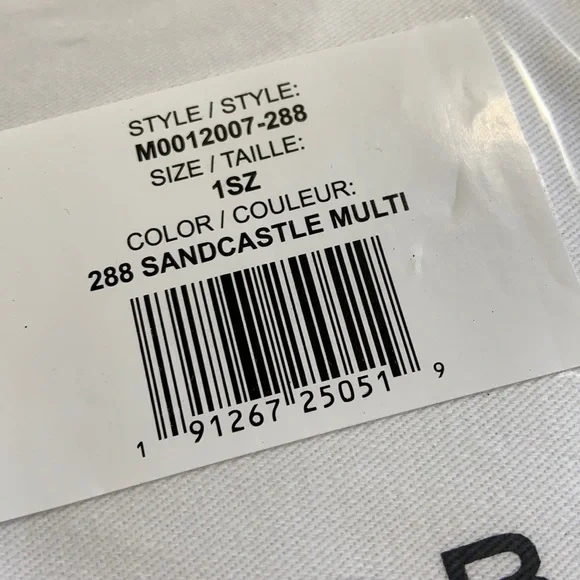 STYLE / STYLE:
M0012007-288
SIZE / TAILLE:
1SZ
COLOR / COULEUR:
288 SANDCASTLE MULTI
1 91267 25051 9